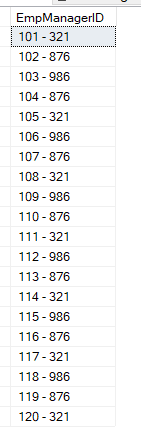 EmpManagerID
101 - 321
102 - 876
103 - 986
104 - 876
105 - 321
106 - 986
107 - 876
108 - 321
109 - 986
110 - 876
111 - 321
112 - 986
113 - 876
114 - 321
115 - 986
116 - 876
117 - 321
118 - 986
119 - 876
120 - 321